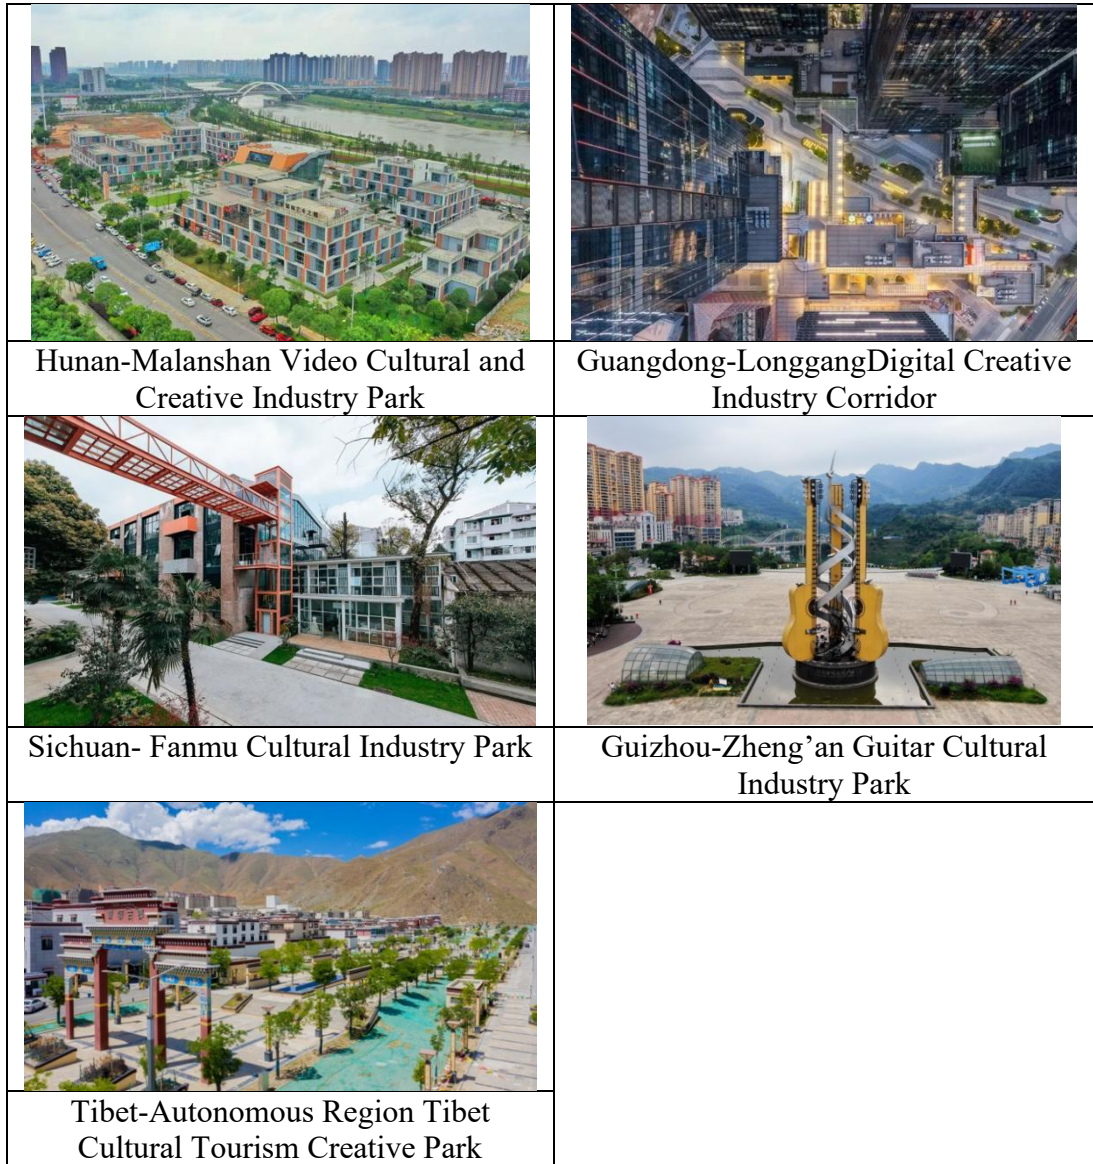 Hunan-Malanshan Video Cultural and
Creative Industry Park
Guangdong-LonggangDigital Creative
Industry Corridor
Sichuan- Fanmu Cultural Industry Park
Guizhou-Zheng’an Guitar Cultural
Industry Park
Tibet-Autonomous Region Tibet
Cultural Tourism Creative Park